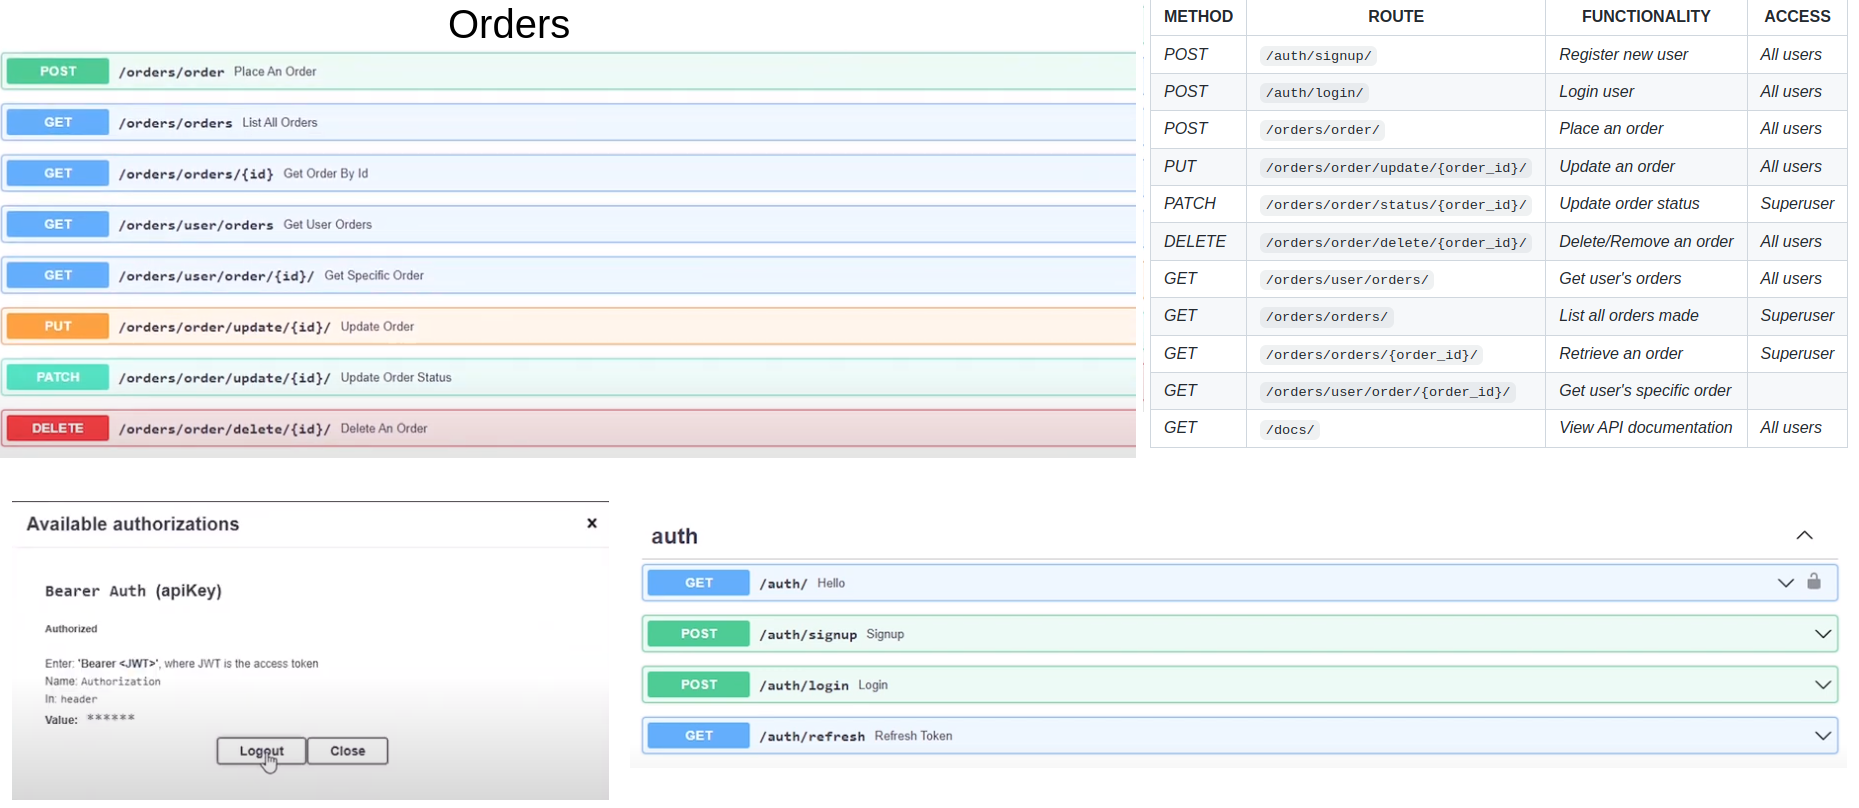 Orders
POST /orders/order Place An Order
GET /orders/orders List All Orders
GET /orders/orders/{id} Get Order By Id
GET /orders/user/orders Get User Orders
GET /orders/user/order/{id}/ Get Specific Order
PUT /orders/order/update/{id}/ Update Order
PATCH /orders/order/update/{id}/ Update Order Status
DELETE /orders/order/delete/{id}/ Delete An Order
METHOD ROUTE FUNCTIONALITY ACCESS
POST /auth/signup/ Register new user All users
POST /auth/login/ Login user All users
POST /orders/order/ Place an order All users
PUT /orders/order/update/{order_id}/ Update an order All users
PATCH /orders/order/status/{order_id}/ Update order status Superuser
DELETE /orders/order/delete/{order_id}/ Delete/Remove an order All users
GET /orders/user/orders/ Get user's orders All users
GET /orders/orders/ List all orders made Superuser
GET /orders/orders/{order_id}/ Retrieve an order Superuser
GET /orders/user/order/{order_id}/ Get user's specific order
GET /docs/ View API documentation All users
Available authorizations
Bearer Auth (apiKey)
Authorized
Enter: 'Bearer <JWT>', where JWT is the access token
Name: Authorization
In: header
Value: ******
Logout Close
auth
GET /auth/ Hello
POST /auth/signup Signup
POST /auth/login Login
GET /auth/refresh Refresh Token